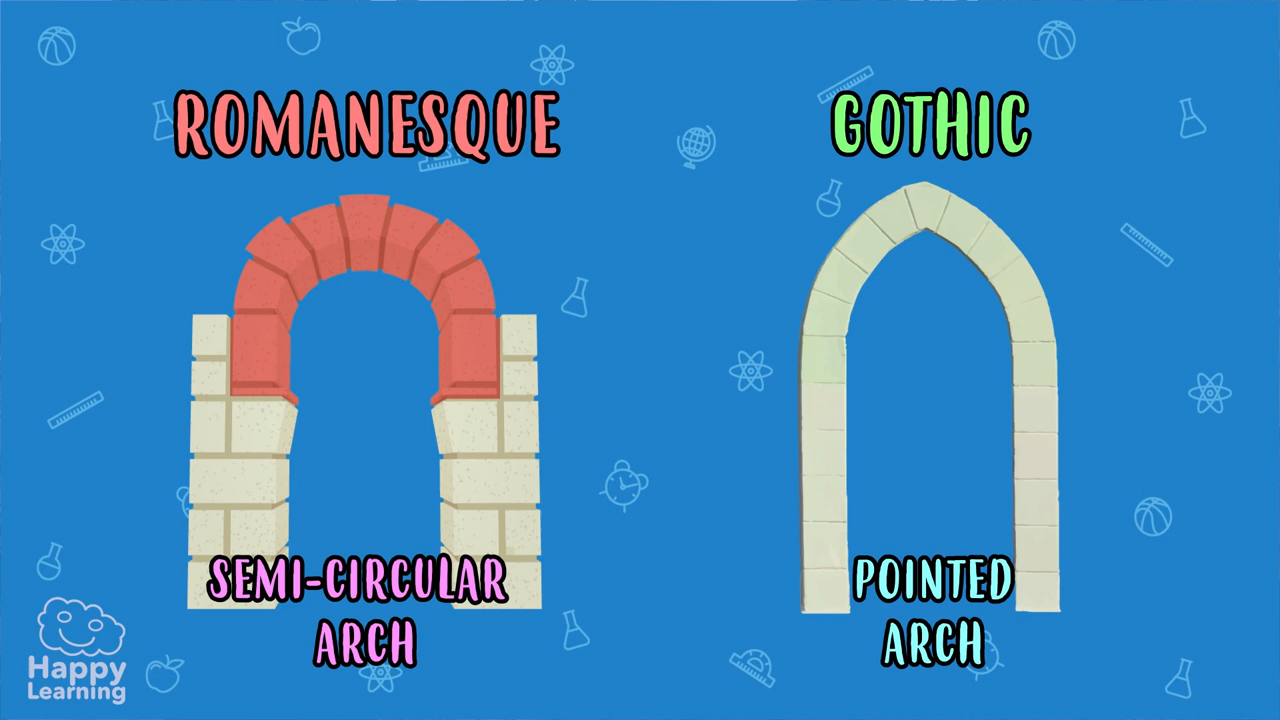 ROMANESQUE
GOTHIC
SEMI-CIRCULAR
ARCH
POINTED
ARCH
Happy
Learning